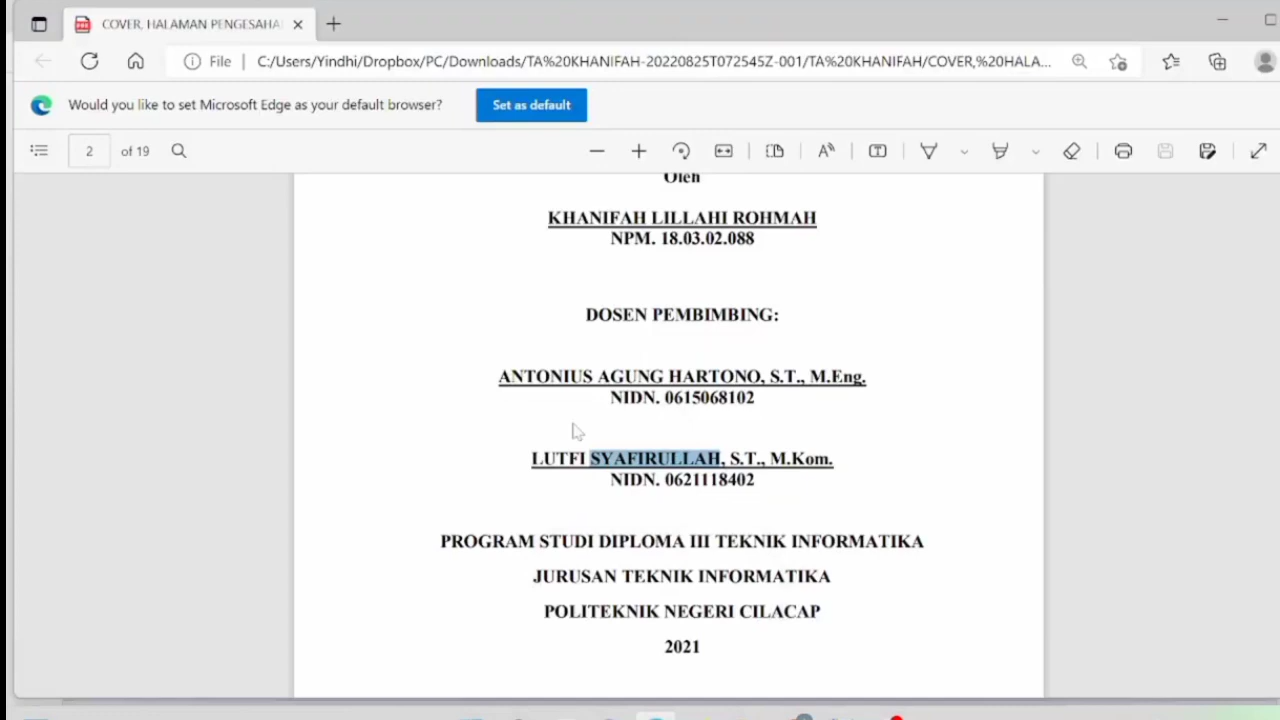 COVER, HALAMAN PENGESAHA
File
C:/Users/Yindhi/Dropbox/PC/Downloads/TA%20KHANIFAH-20220825T072545Z-001/TA%20KHANIFAH/COVER,%20HALA...
Would you like to set Microsoft Edge as your default browser?
Set as default
2 of 19
Oleh
KHANIFAH LILLAHI ROHMAH
NPM. 18.03.02.088
DOSEN PEMBIMBING:
ANTONIUS AGUNG HARTONO, S.T., M.Eng.
NIDN. 0615068102
LUTFI SYAFIRULLAH, S.T., M.Kom.
NIDN. 0621118402
PROGRAM STUDI DIPLOMA III TEKNIK INFORMATIKA
JURUSAN TEKNIK INFORMATIKA
POLITEKNIK NEGERI CILACAP
2021